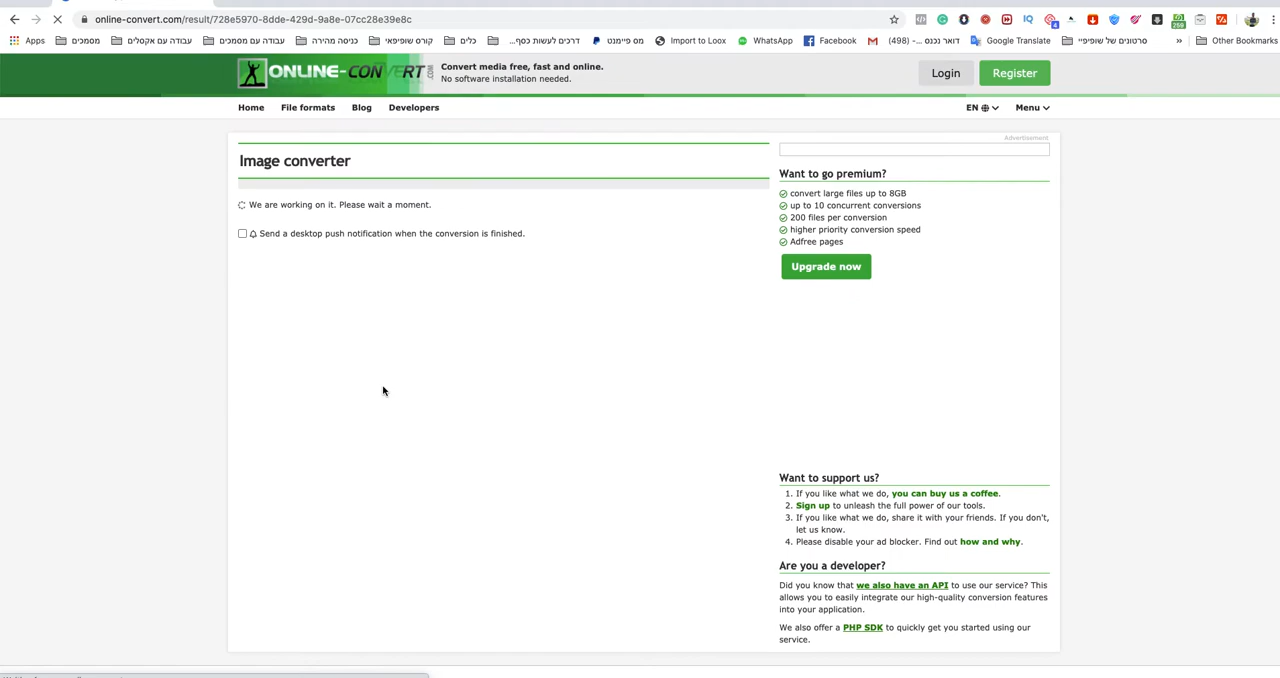 online-convert.com/result/728e5970-8dde-429d-9a8e-07cc28e39e8c
Apps
מסמכים
עבודה עם אקסלים
עבודה עם מסמכים
כניסה מהירה
קורס שופיפאי
כלים
דרכים לעשות כסף...
מס פיימנט
Import to Loox
WhatsApp
Facebook
דואר נכנס - (498)...
Google Translate
סרטונים של שופיפיי
»
Other Bookmarks
ONLINE-CONVERT.COM
Convert media free, fast and online.
No software installation needed.
Login
Register
Home
File formats
Blog
Developers
EN
Menu
Advertisement
Image converter
We are working on it. Please wait a moment.
Send a desktop push notification when the conversion is finished.
Want to go premium?
convert large files up to 8GB
up to 10 concurrent conversions
200 files per conversion
higher priority conversion speed
Adfree pages
Upgrade now
Want to support us?
1. If you like what we do, you can buy us a coffee.
2. Sign up to unleash the full power of our tools.
3. If you like what we do, share it with your friends. If you don't,
let us know.
4. Please disable your ad blocker. Find out how and why.
Are you a developer?
Did you know that we also have an API to use our service? This
allows you to easily integrate our high-quality conversion features
into your application.
We also offer a PHP SDK to quickly get you started using our
service.